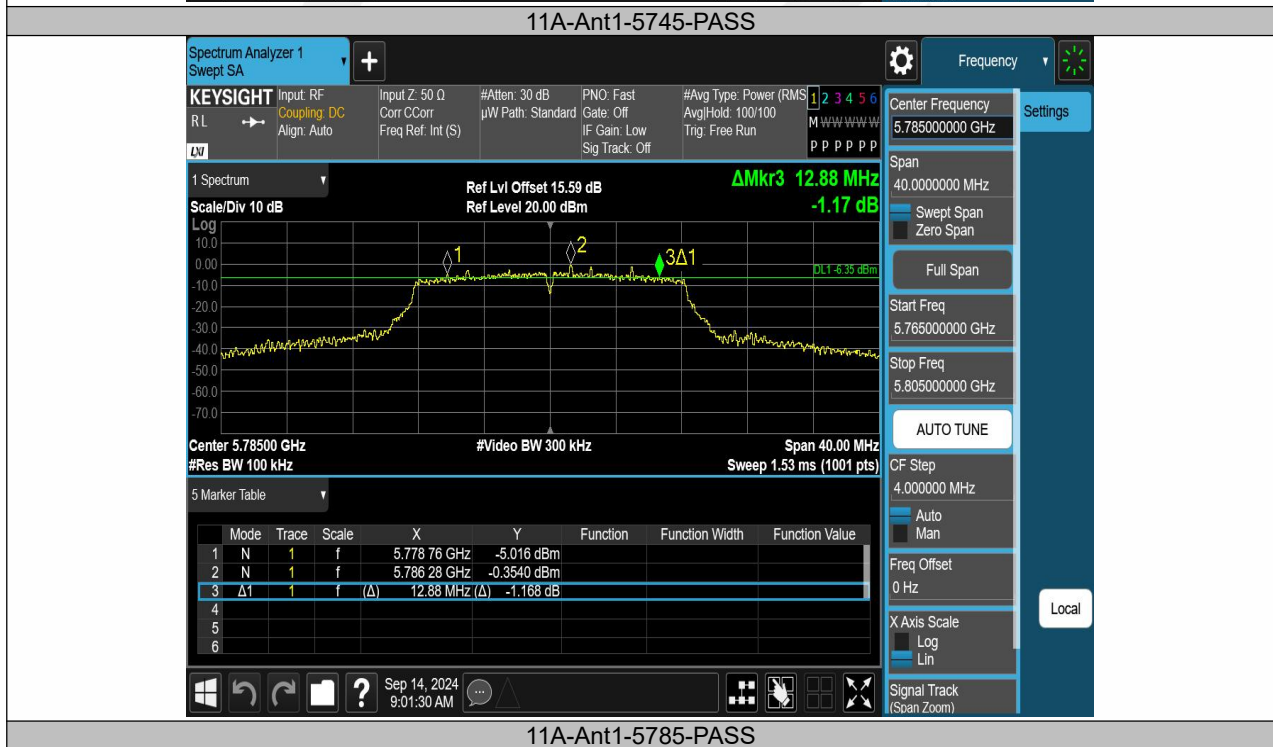 11A-Ant1-5745-PASS
Spectrum Analyzer 1
Swept SA
+
Frequency
KEYSIGHT
Input: RF
Input Z: 50 Ω
#Atten: 30 dB
PNO: Fast
#Avg Type: Power (RMS
1 2 3 4 5 6
RL
Coupling: DC
Corr CCorr
µW Path: Standard
Gate: Off
Avg|Hold: 100/100
M W W W W W
Align: Auto
Freq Ref: Int (S)
IF Gain: Low
Trig: Free Run
LXI
Sig Track: Off
P P P P P P
Center Frequency
5.785000000 GHz
Settings
Span
40.0000000 MHz
Swept Span
Zero Span
Full Span
Start Freq
5.765000000 GHz
Stop Freq
5.805000000 GHz
AUTO TUNE
CF Step
4.000000 MHz
Auto
Man
Freq Offset
0 Hz
X Axis Scale
Log
Lin
Signal Track
(Span Zoom)
Local
1 Spectrum
Ref Lvl Offset 15.59 dB
ΔMkr3 12.88 MHz
Scale/Div 10 dB
Ref Level 20.00 dBm
-1.17 dB
Log
10.0
0.00
-10.0
-20.0
-30.0
-40.0
-50.0
-60.0
-70.0
1
2
3Δ1
DL1 -6.35 dBm
Center 5.78500 GHz
#Video BW 300 kHz
Span 40.00 MHz
#Res BW 100 kHz
Sweep 1.53 ms (1001 pts)
5 Marker Table
Mode Trace Scale X Y Function Function Width Function Value
1 N 1 f 5.778 76 GHz -5.016 dBm
2 N 1 f 5.786 28 GHz -0.3540 dBm
3 Δ1 1 f (Δ) 12.88 MHz (Δ) -1.168 dB
4
5
6
?
Sep 14, 2024
9:01:30 AM
11A-Ant1-5785-PASS